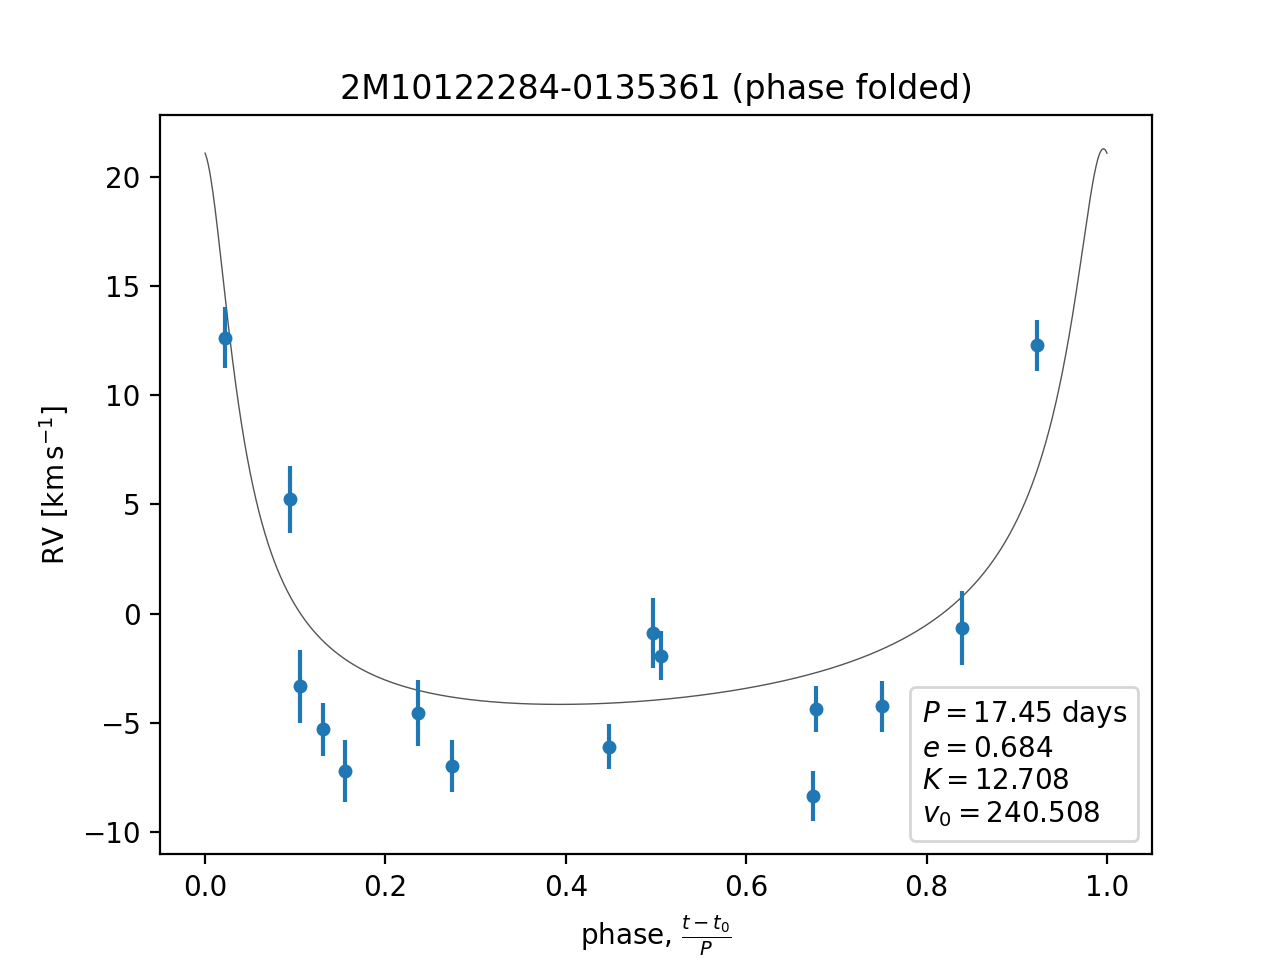 2M10122284-0135361 (phase folded)
RV [km s⁻¹]
20
15
10
5
0
−5
−10
P = 17.45 days
e = 0.684
K = 12.708
v₀ = 240.508
0.0 0.2 0.4 0.6 0.8 1.0
phase, (t − t₀)/P